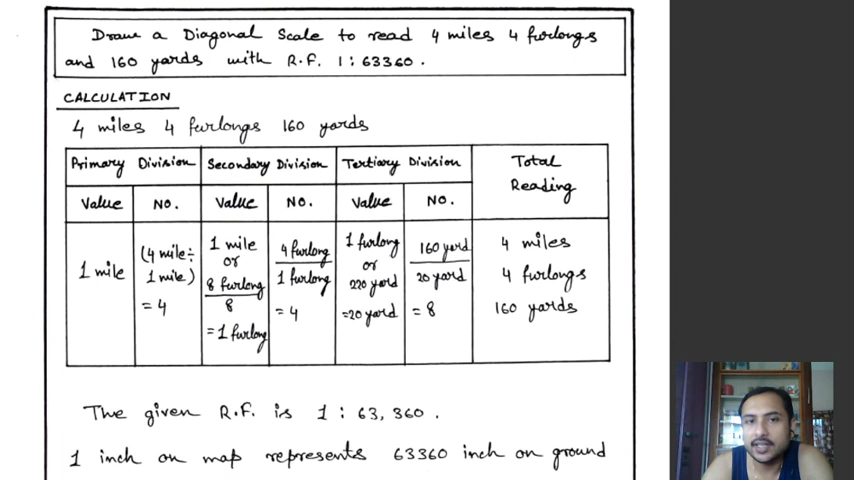 Draw a Diagonal Scale to read 4 miles 4 furlongs
and 160 yards with R.F. 1:63360.
CALCULATION
4 miles 4 furlongs 160 yards
Primary Division Secondary Division Tertiary Division Total
Reading
Value NO. Value NO. Value NO.
1 mile
(4 mile ÷
1 mile)
= 4
1 mile
or
8 furlong
8
= 1 furlong
4 furlong
1 furlong
= 4
1 furlong
or
220 yard
=20 yard
160 yard
20 yard
= 8
4 miles
4 furlongs
160 yards
The given R.F. is 1 : 63,360.
1 inch on map represents 63360 inch on ground